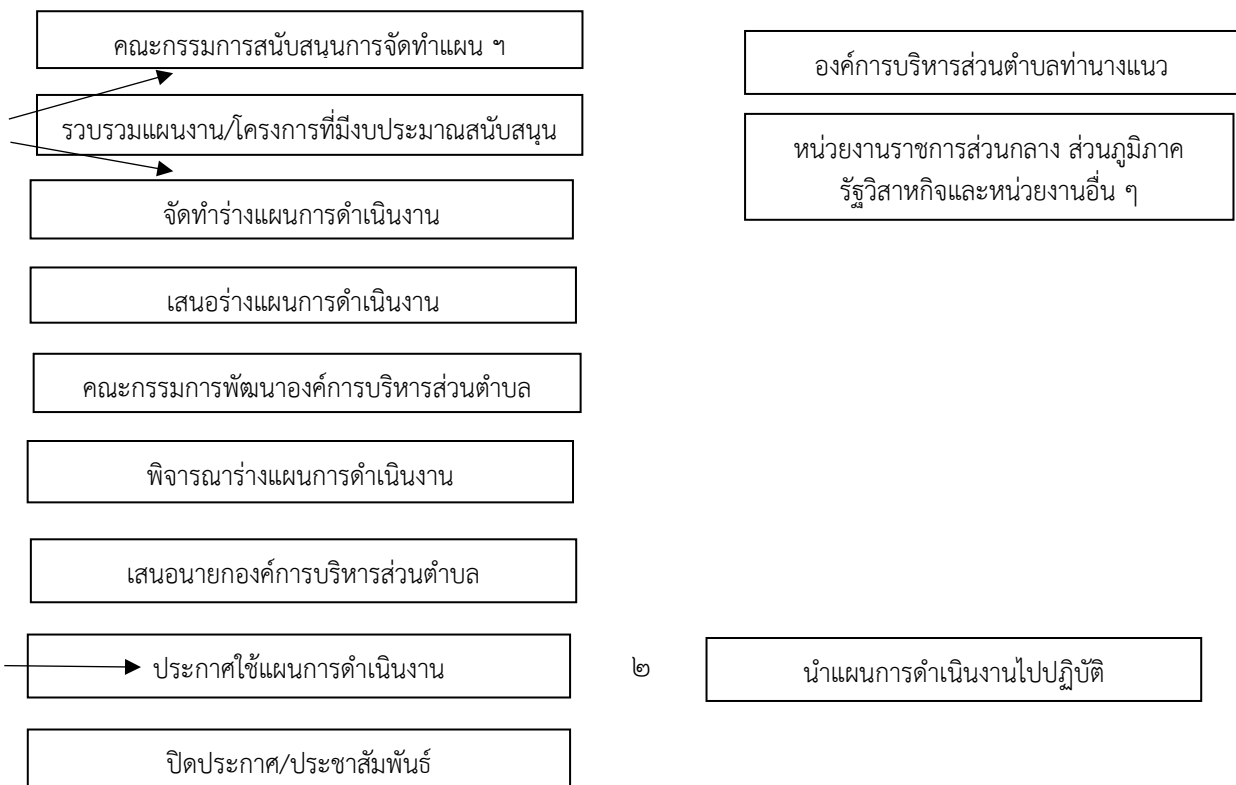 คณะกรรมการสนับสนุนการจัดทำแผน ฯ
องค์การบริหารส่วนตำบลท่านางแนว
รวบรวมแผนงาน/โครงการที่มีงบประมาณสนับสนุน
หน่วยงานราชการส่วนกลาง ส่วนภูมิภาค
รัฐวิสาหกิจและหน่วยงานอื่น ๆ
จัดทำร่างแผนการดำเนินงาน
เสนอร่างแผนการดำเนินงาน
คณะกรรมการพัฒนาองค์การบริหารส่วนตำบล
พิจารณาร่างแผนการดำเนินงาน
เสนอนายกองค์การบริหารส่วนตำบล
ประกาศใช้แผนการดำเนินงาน
๒
นำแผนการดำเนินงานไปปฏิบัติ
ปิดประกาศ/ประชาสัมพันธ์